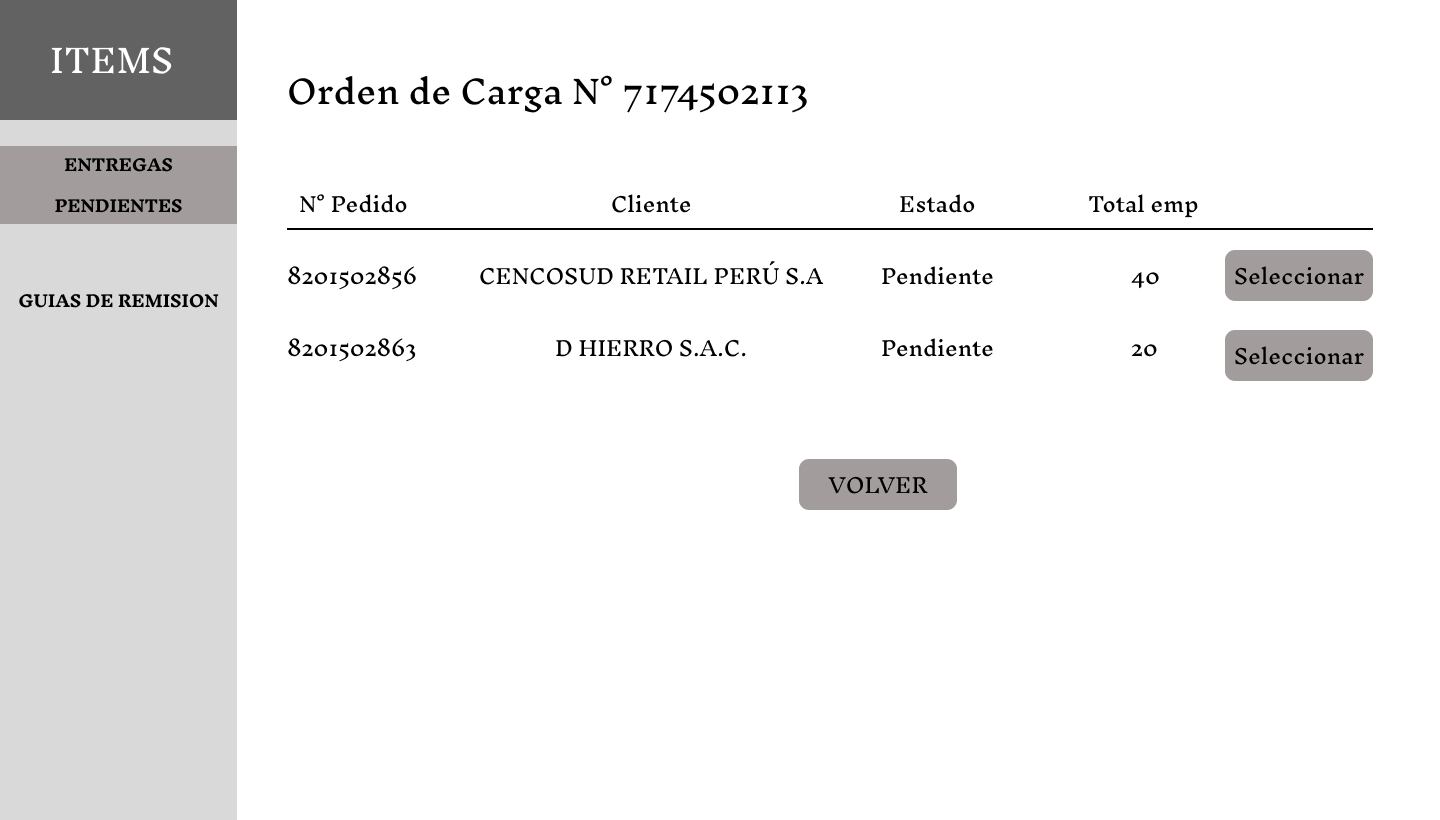 ITEMS
ENTREGAS
PENDIENTES
GUIAS DE REMISION
Orden de Carga N° 7174502113
N° Pedido Cliente Estado Total emp
8201502856 CENCOSUD RETAIL PERÚ S.A Pendiente 40 Seleccionar
8201502863 D HIERRO S.A.C. Pendiente 20 Seleccionar
VOLVER